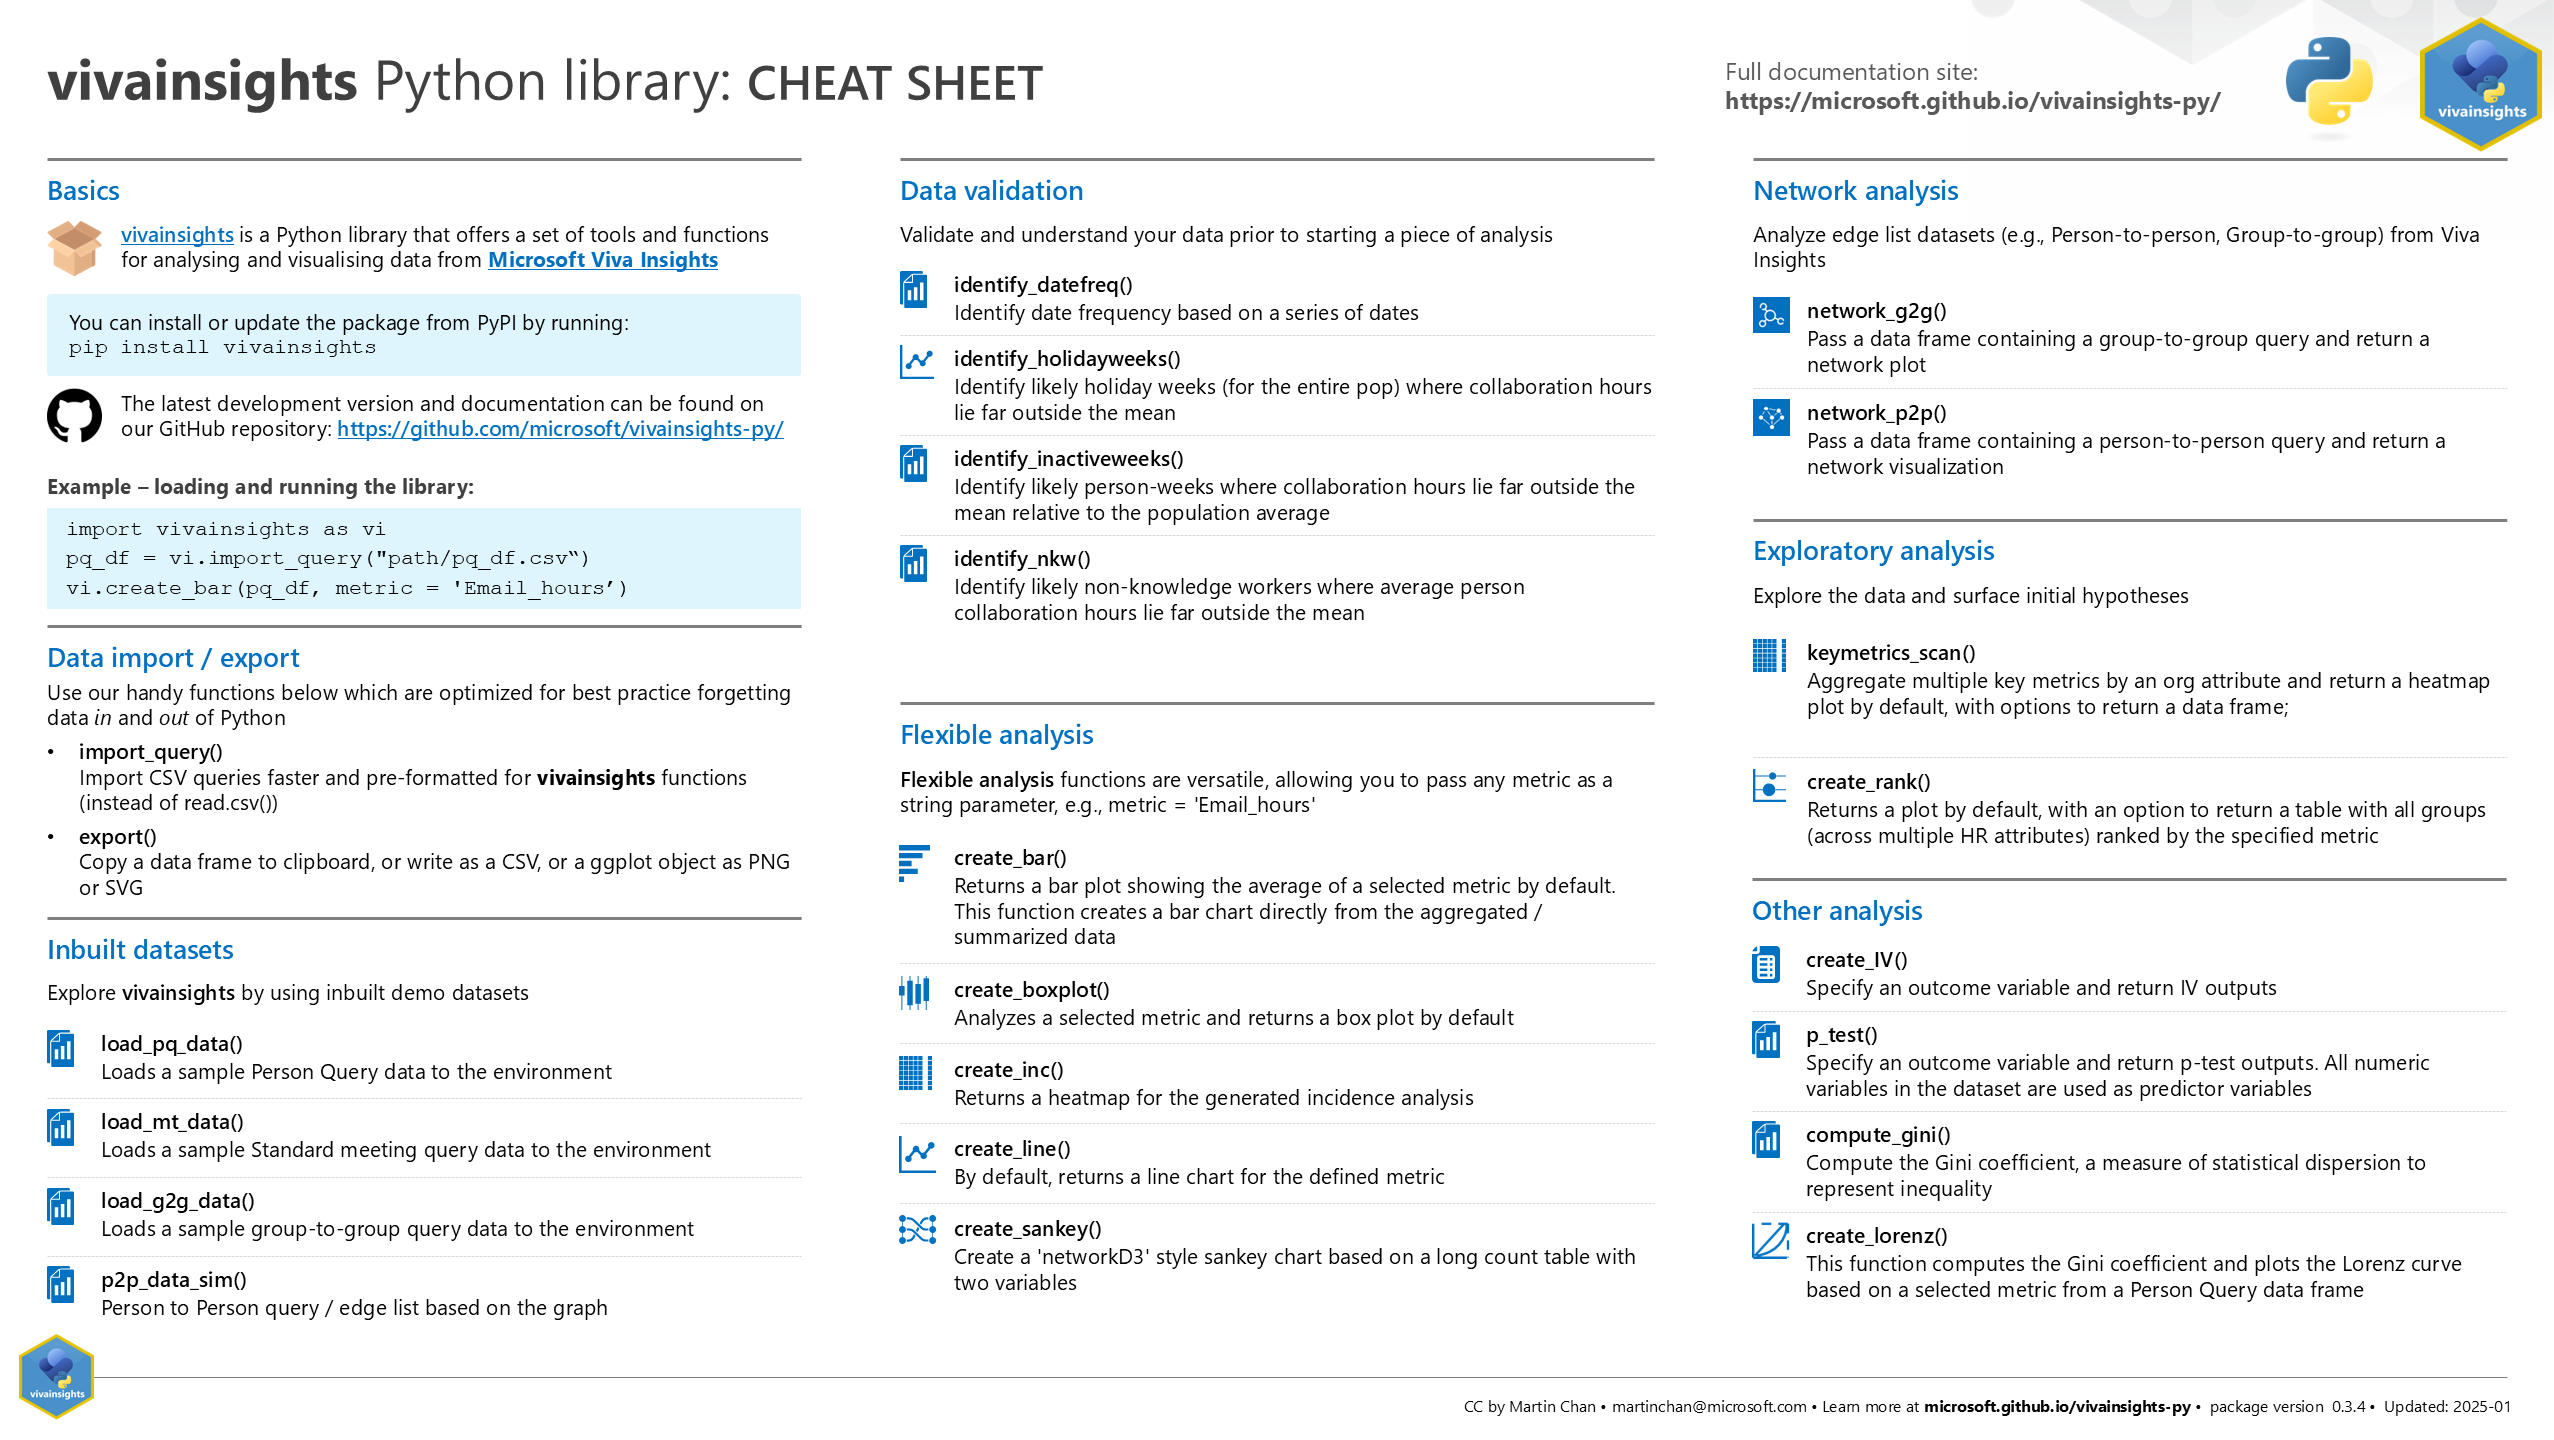 vivainsights Python library: CHEAT SHEET
Full documentation site:
https://microsoft.github.io/vivainsights-py/
vivainsights
Basics
vivainsights is a Python library that offers a set of tools and functions
for analysing and visualising data from Microsoft Viva Insights
You can install or update the package from PyPI by running:
pip install vivainsights
The latest development version and documentation can be found on
our GitHub repository: https://github.com/microsoft/vivainsights-py/
Example – loading and running the library:
import vivainsights as vi
pq_df = vi.import_query("path/pq_df.csv“)
vi.create_bar(pq_df, metric = 'Email_hours’)
Data import / export
Use our handy functions below which are optimized for best practice forgetting
data in and out of Python
• import_query()
Import CSV queries faster and pre-formatted for vivainsights functions
(instead of read.csv())
• export()
Copy a data frame to clipboard, or write as a CSV, or a ggplot object as PNG
or SVG
Inbuilt datasets
Explore vivainsights by using inbuilt demo datasets
load_pq_data()
Loads a sample Person Query data to the environment
load_mt_data()
Loads a sample Standard meeting query data to the environment
load_g2g_data()
Loads a sample group-to-group query data to the environment
p2p_data_sim()
Person to Person query / edge list based on the graph
Data validation
Validate and understand your data prior to starting a piece of analysis
identify_datefreq()
Identify date frequency based on a series of dates
identify_holidayweeks()
Identify likely holiday weeks (for the entire pop) where collaboration hours
lie far outside the mean
identify_inactiveweeks()
Identify likely person-weeks where collaboration hours lie far outside the
mean relative to the population average
identify_nkw()
Identify likely non-knowledge workers where average person
collaboration hours lie far outside the mean
Flexible analysis
Flexible analysis functions are versatile, allowing you to pass any metric as a
string parameter, e.g., metric = 'Email_hours'
create_bar()
Returns a bar plot showing the average of a selected metric by default.
This function creates a bar chart directly from the aggregated /
summarized data
create_boxplot()
Analyzes a selected metric and returns a box plot by default
create_inc()
Returns a heatmap for the generated incidence analysis
create_line()
By default, returns a line chart for the defined metric
create_sankey()
Create a 'networkD3' style sankey chart based on a long count table with
two variables
Network analysis
Analyze edge list datasets (e.g., Person-to-person, Group-to-group) from Viva
Insights
network_g2g()
Pass a data frame containing a group-to-group query and return a
network plot
network_p2p()
Pass a data frame containing a person-to-person query and return a
network visualization
Exploratory analysis
Explore the data and surface initial hypotheses
keymetrics_scan()
Aggregate multiple key metrics by an org attribute and return a heatmap
plot by default, with options to return a data frame;
create_rank()
Returns a plot by default, with an option to return a table with all groups
(across multiple HR attributes) ranked by the specified metric
Other analysis
create_IV()
Specify an outcome variable and return IV outputs
p_test()
Specify an outcome variable and return p-test outputs. All numeric
variables in the dataset are used as predictor variables
compute_gini()
Compute the Gini coefficient, a measure of statistical dispersion to
represent inequality
create_lorenz()
This function computes the Gini coefficient and plots the Lorenz curve
based on a selected metric from a Person Query data frame
vivainsights
CC by Martin Chan • martinchan@microsoft.com • Learn more at microsoft.github.io/vivainsights-py • package version 0.3.4 • Updated: 2025-01